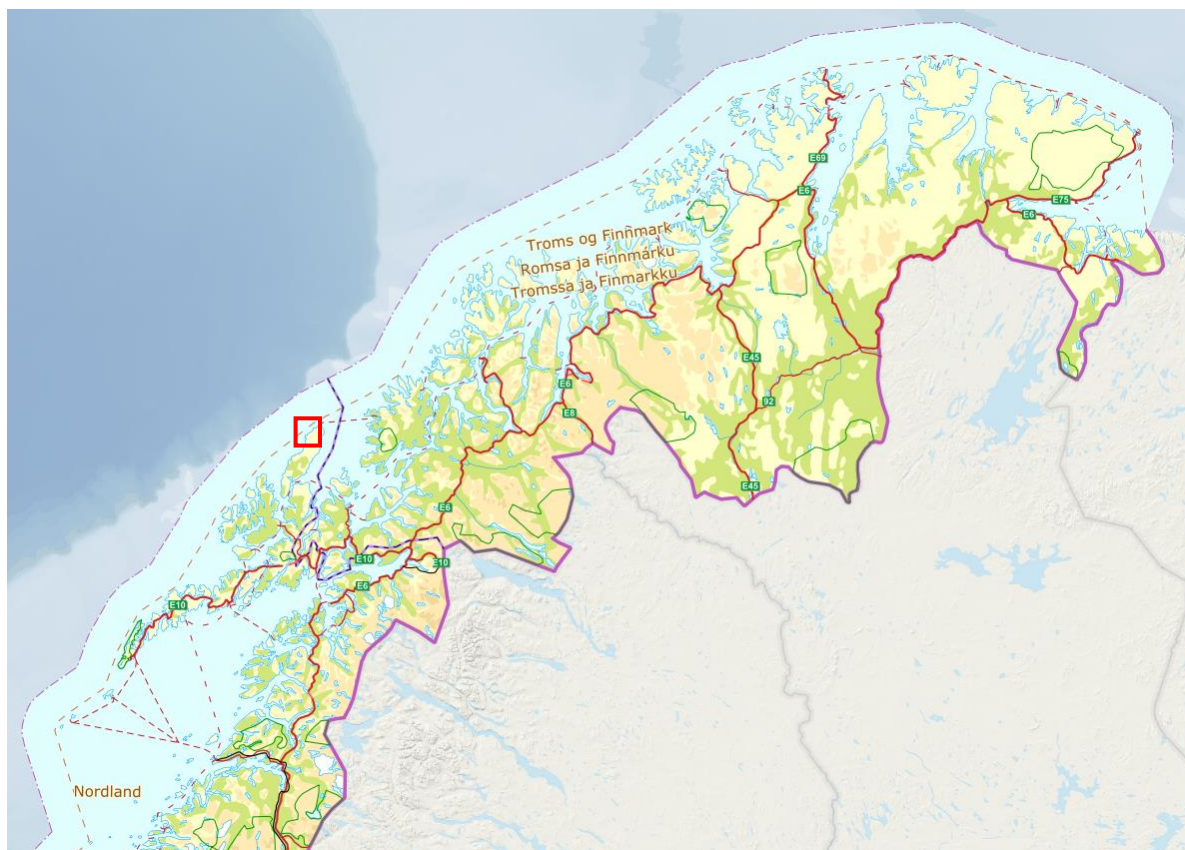 E69
E6
E75
E6
Troms og Finnmark
Romsa ja Finnmárku
Tromssa ja Finmarkku
E45
E6
92
E8
E45
E6
E10
E10
E6
E10
Nordland